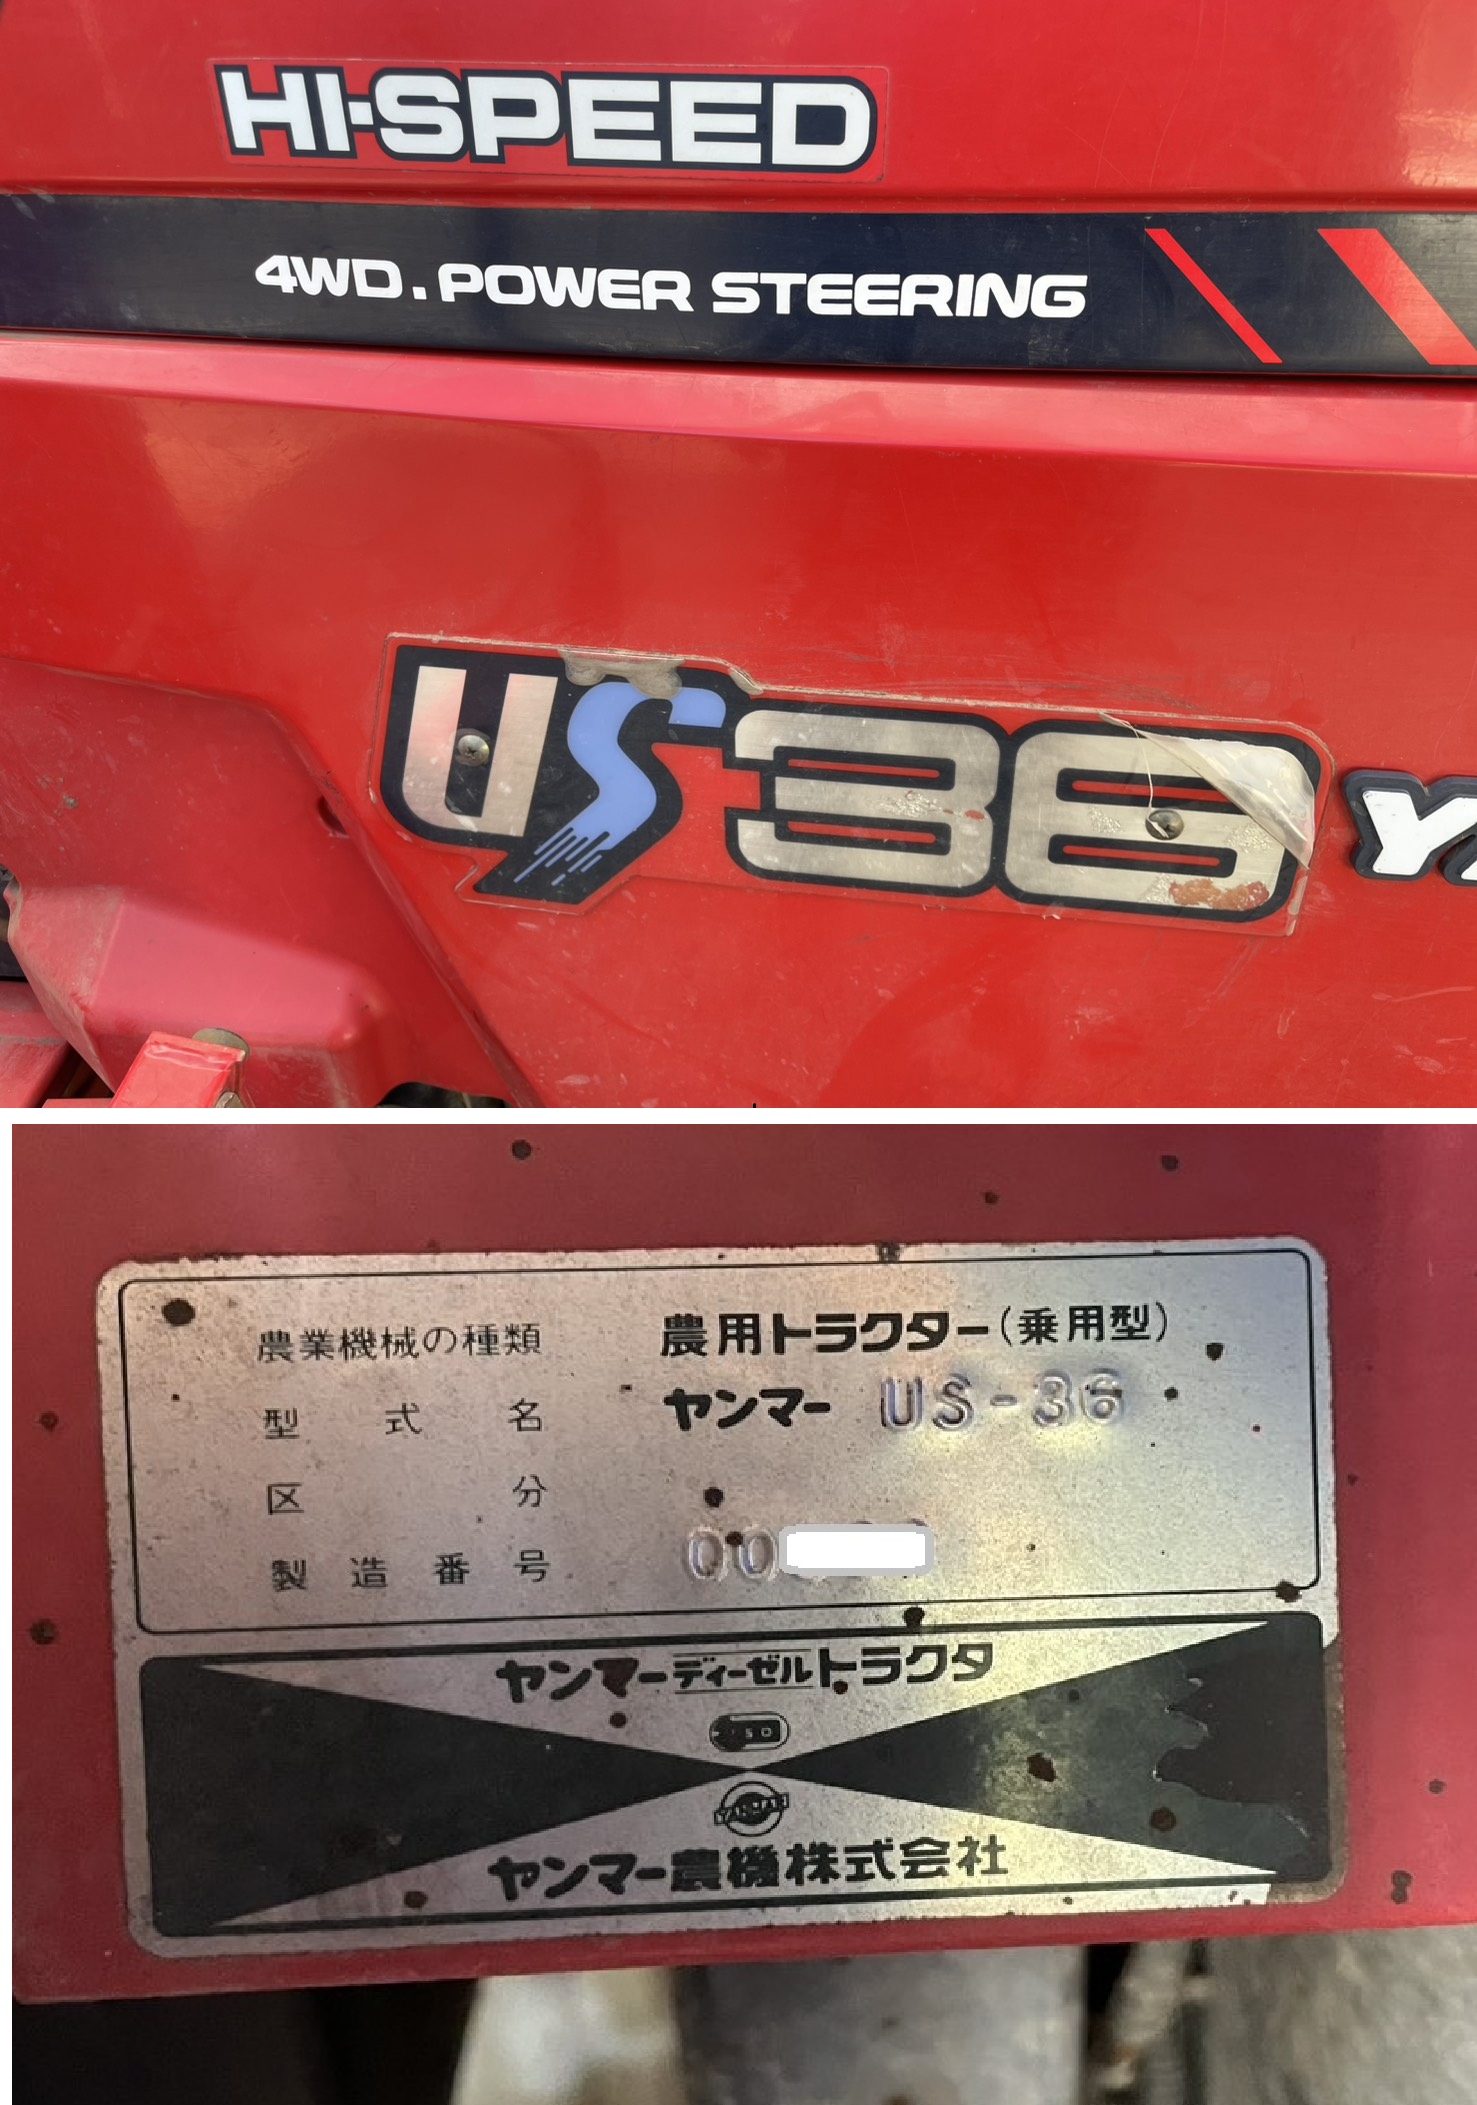 HI-SPEED
4WD. POWER STEERING
US36
農業機械の種類 農用トラクター(乗用型)
型式名 ヤンマー US-36
区分
製造番号 00
ヤンマーディーゼルトラクタ
YANMAR
ヤンマー農機株式会社